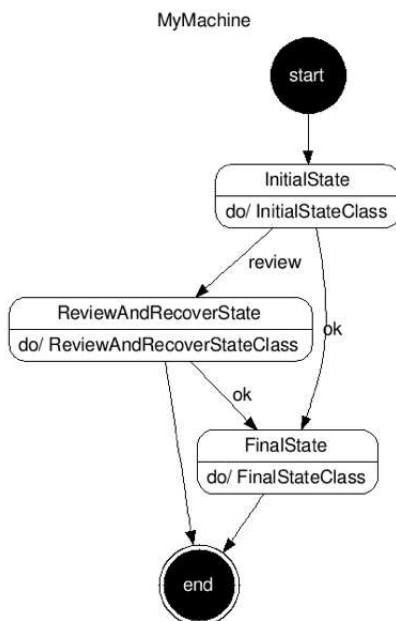 MyMachine
start
InitialState
do/ InitialStateClass
review
ReviewAndRecoverState
do/ ReviewAndRecoverStateClass
ok
ok
FinalState
do/ FinalStateClass
end